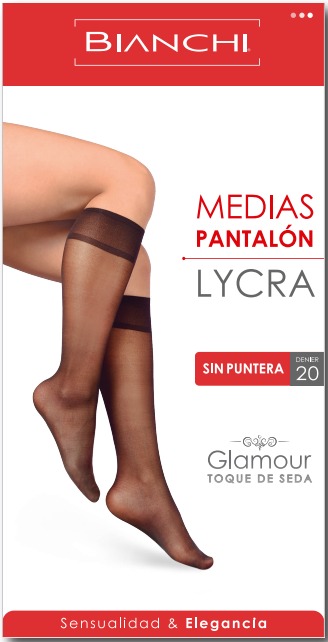 BIANCHI
MEDIAS
PANTALÓN
LYCRA
SIN PUNTERA
DENIER
20
Glamour
TOQUE DE SEDA
Sensualidad & Elegancia